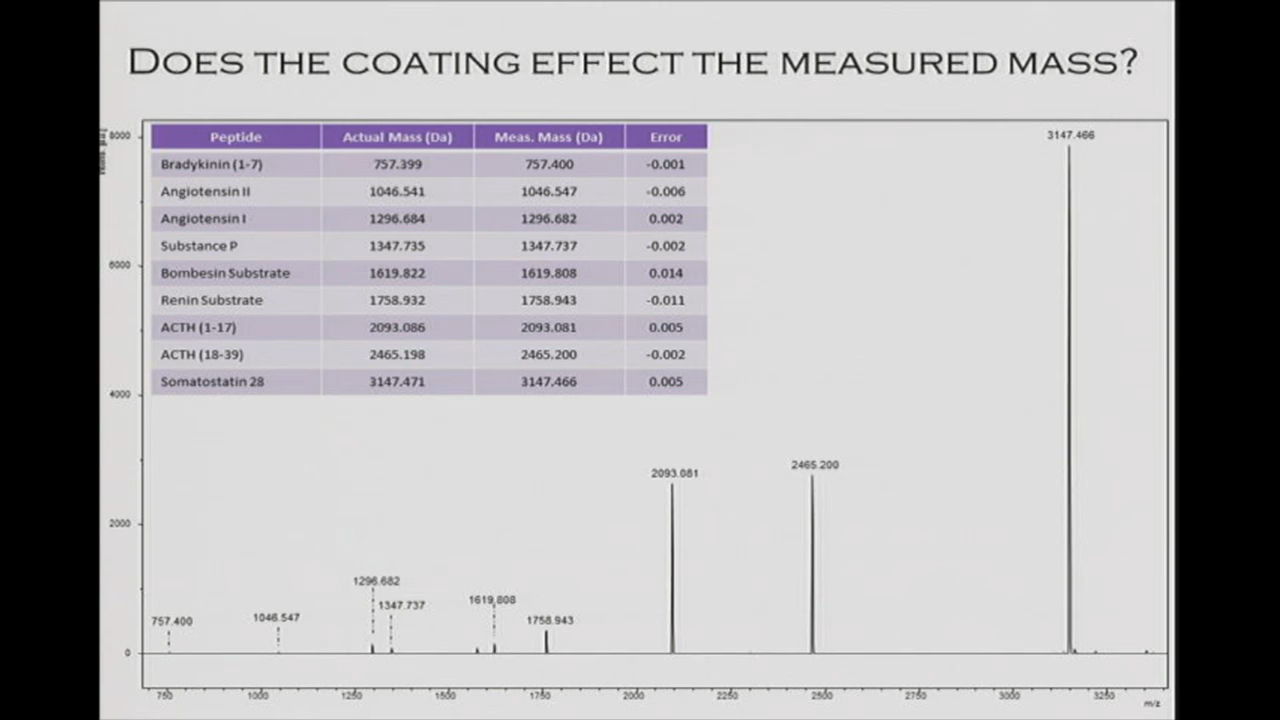 DOES THE COATING EFFECT THE MEASURED MASS?
Peptide Actual Mass (Da) Meas. Mass (Da) Error
Bradykinin (1-7) 757.399 757.400 -0.001
Angiotensin II 1046.541 1046.547 -0.006
Angiotensin I 1296.684 1296.682 0.002
Substance P 1347.735 1347.737 -0.002
Bombesin Substrate 1619.822 1619.808 0.014
Renin Substrate 1758.932 1758.943 -0.011
ACTH (1-17) 2093.086 2093.081 0.005
ACTH (18-39) 2465.198 2465.200 -0.002
Somatostatin 28 3147.471 3147.466 0.005
8000
6000
4000
2000
0
757.400
1046.547
1296.682
1347.737
1619.808
1758.943
2093.081
2465.200
3147.466
750 1000 1250 1500 1750 2000 2250 2500 2750 3000 3250
m/z